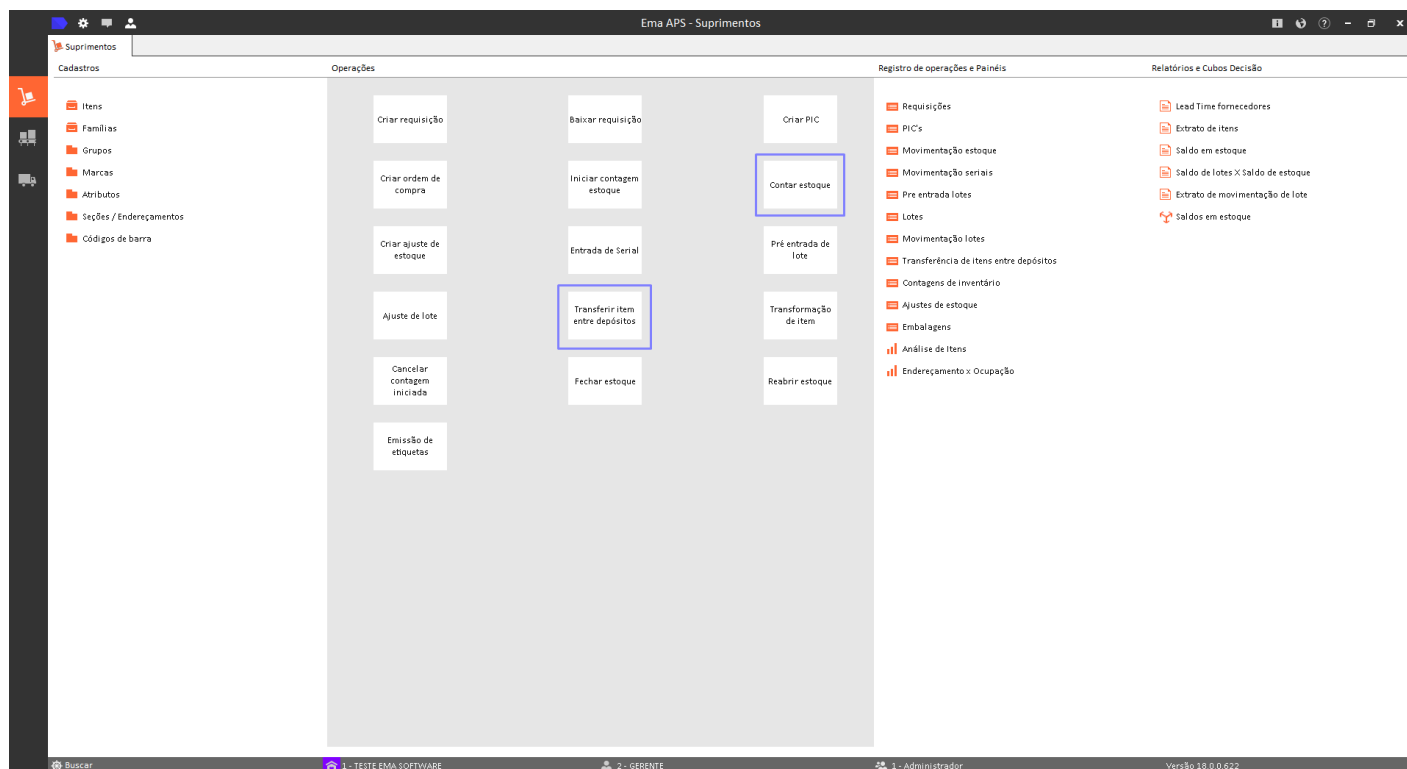 Ema APS - Suprimentos
Suprimentos
Cadastros
Itens
Famílias
Grupos
Marcas
Atributos
Seções / Endereçamentos
Códigos de barra
Operações
Criar requisição
Baixar requisição
Criar PIC
Criar ordem de
compra
Iniciar contagem
estoque
Contar estoque
Criar ajuste de
estoque
Entrada de Serial
Pré entrada de
lote
Ajuste de lote
Transferir item
entre depósitos
Transformação
de item
Cancelar
contagem
iniciada
Fechar estoque
Reabrir estoque
Emissão de
etiquetas
Registro de operações e Painéis
Requisições
PIC's
Movimentação estoque
Movimentação seriais
Pre entrada lotes
Lotes
Movimentação lotes
Transferência de itens entre depósitos
Contagens de inventário
Ajustes de estoque
Embalagens
Análise de Itens
Endereçamento x Ocupação
Relatórios e Cubos Decisão
Lead Time fornecedores
Extrato de itens
Saldo em estoque
Saldo de lotes X Saldo de estoque
Extrato de movimentação de lote
Saldos em estoque
Buscar
1 - TESTE EMA SOFTWARE
2 - GERENTE
1 - Administrador
Versão 18.0.0.622